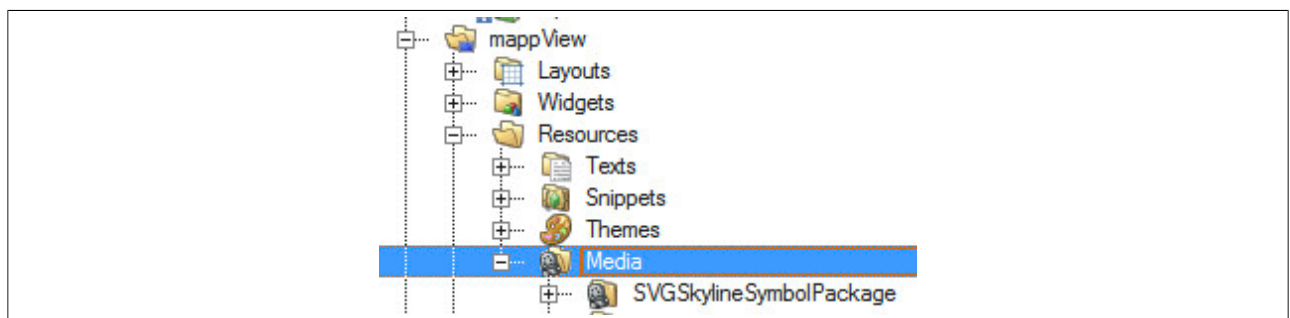 mappView
Layouts
Widgets
Resources
Texts
Snippets
Themes
Media
SVGSkylineSymbolPackage